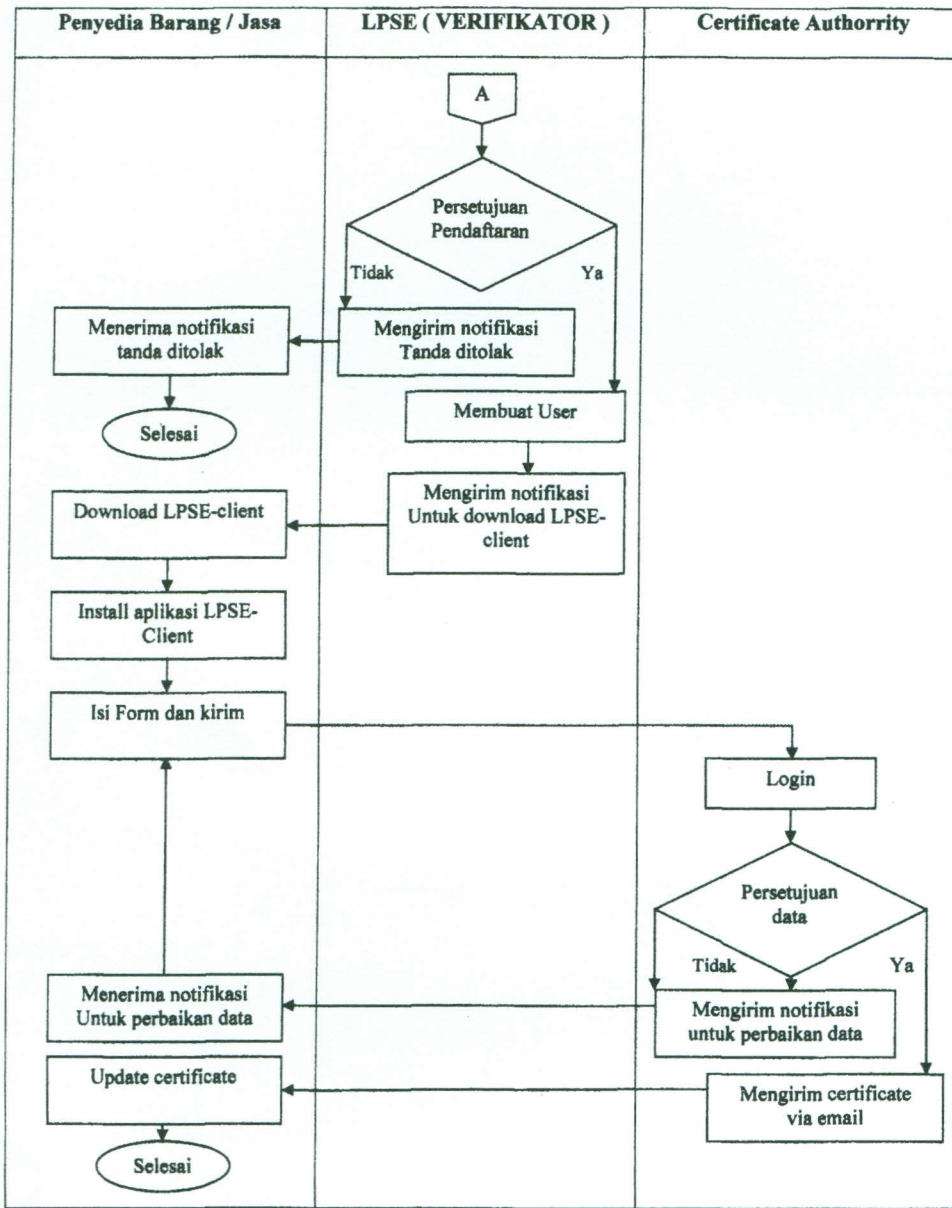 Penyedia Barang / Jasa
LPSE ( VERIFIKATOR )
Certificate Authorrity
A
Persetujuan
Pendaftaran
Tidak
Ya
Menerima notifikasi
tanda ditolak
Mengirim notifikasi
Tanda ditolak
Selesai
Membuat User
Download LPSE-client
Mengirim notifikasi
Untuk download LPSE-
client
Install aplikasi LPSE-
Client
Isi Form dan kirim
Login
Persetujuan
data
Tidak
Ya
Menerima notifikasi
Untuk perbaikan data
Mengirim notifikasi
untuk perbaikan data
Update certificate
Mengirim certificate
via email
Selesai